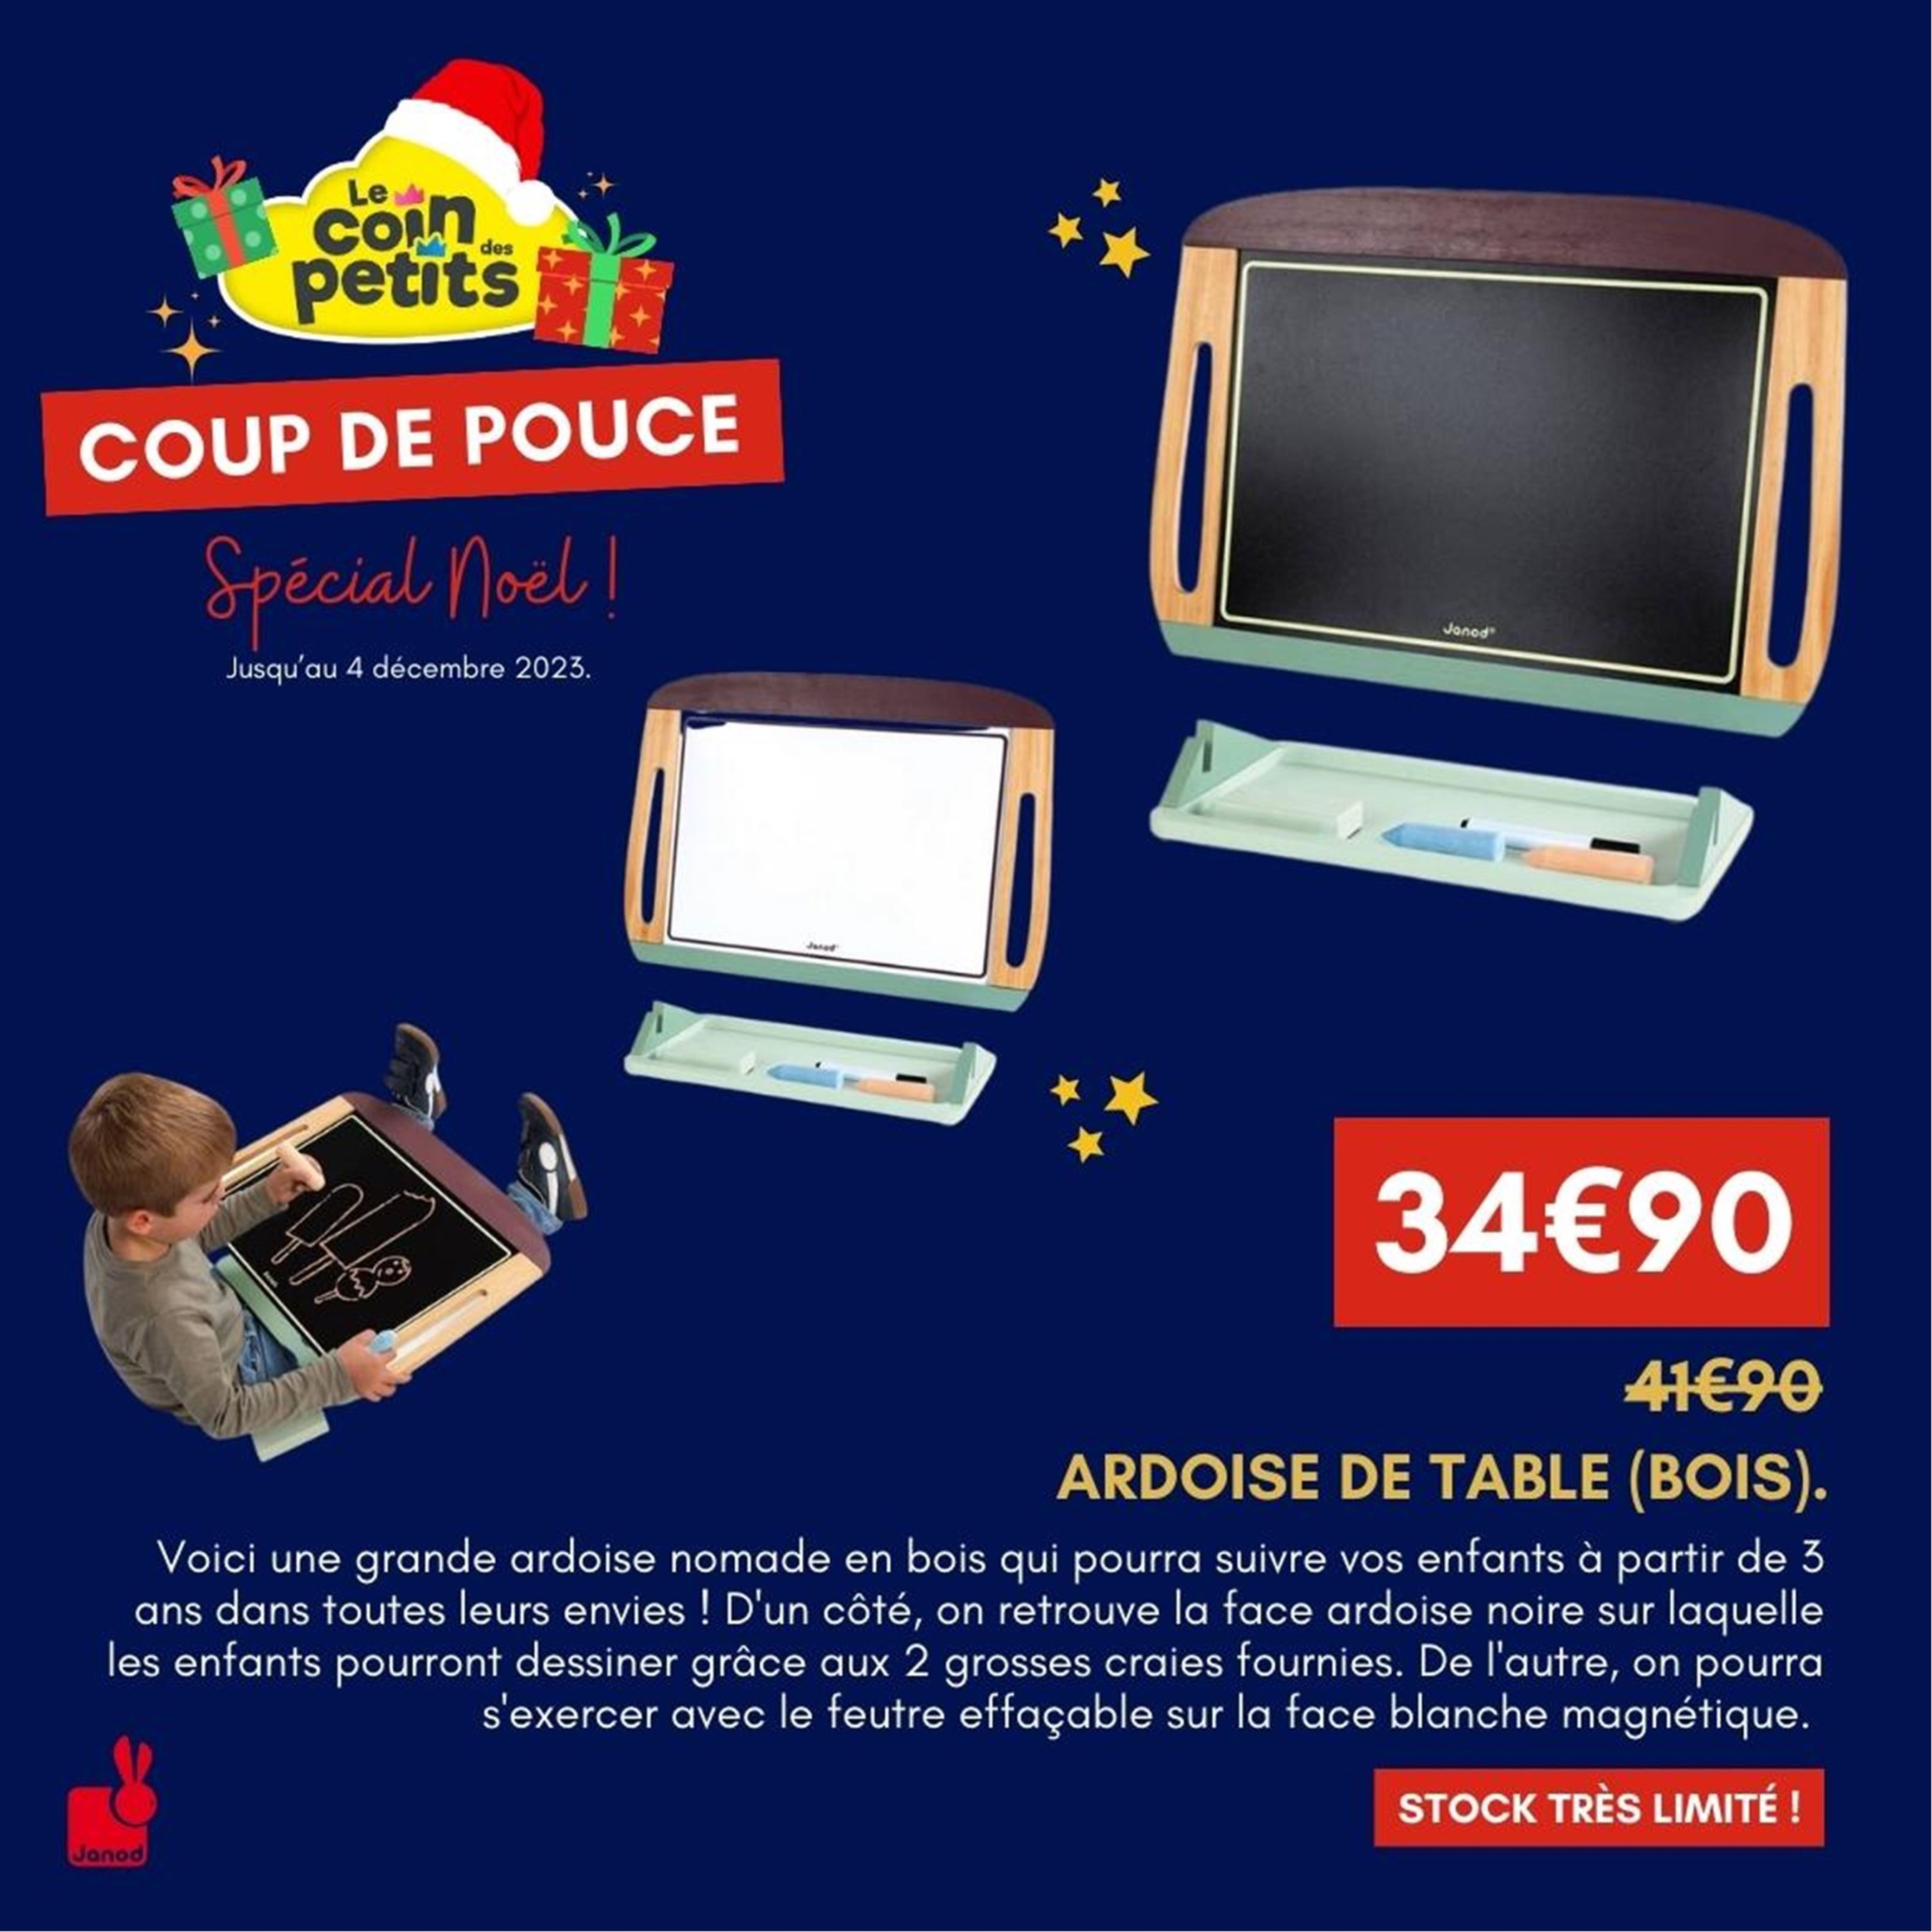 Le
coin
des
petits
COUP DE POUCE
Spécial Noël !
Jusqu'au 4 décembre 2023.
Janod®
Janod®
34€90
41€90
ARDOISE DE TABLE (BOIS).
Voici une grande ardoise nomade en bois qui pourra suivre vos enfants à partir de 3
ans dans toutes leurs envies ! D'un côté, on retrouve la face ardoise noire sur laquelle
les enfants pourront dessiner grâce aux 2 grosses craies fournies. De l'autre, on pourra
s'exercer avec le feutre effaçable sur la face blanche magnétique.
STOCK TRÈS LIMITÉ !
Janod